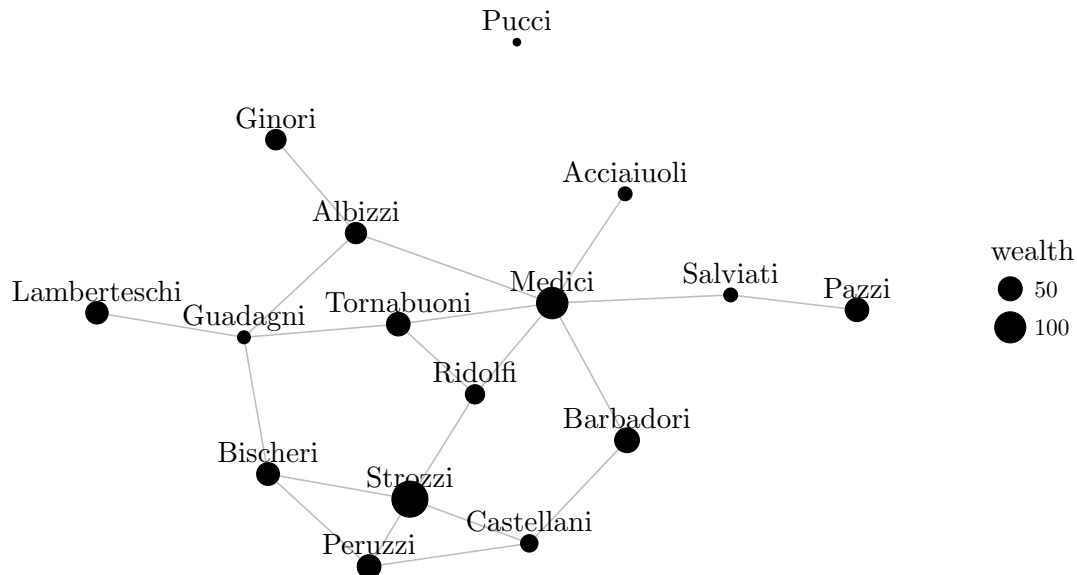 Pucci
Ginori
Acciaiuoli
Albizzi
wealth
Medici
Salviati
Lamberteschi
Pazzi
50
Tornabuoni
Guadagni
100
Ridolfi
Barbadori
Bischeri
Strozzi
Castellani
Peruzzi